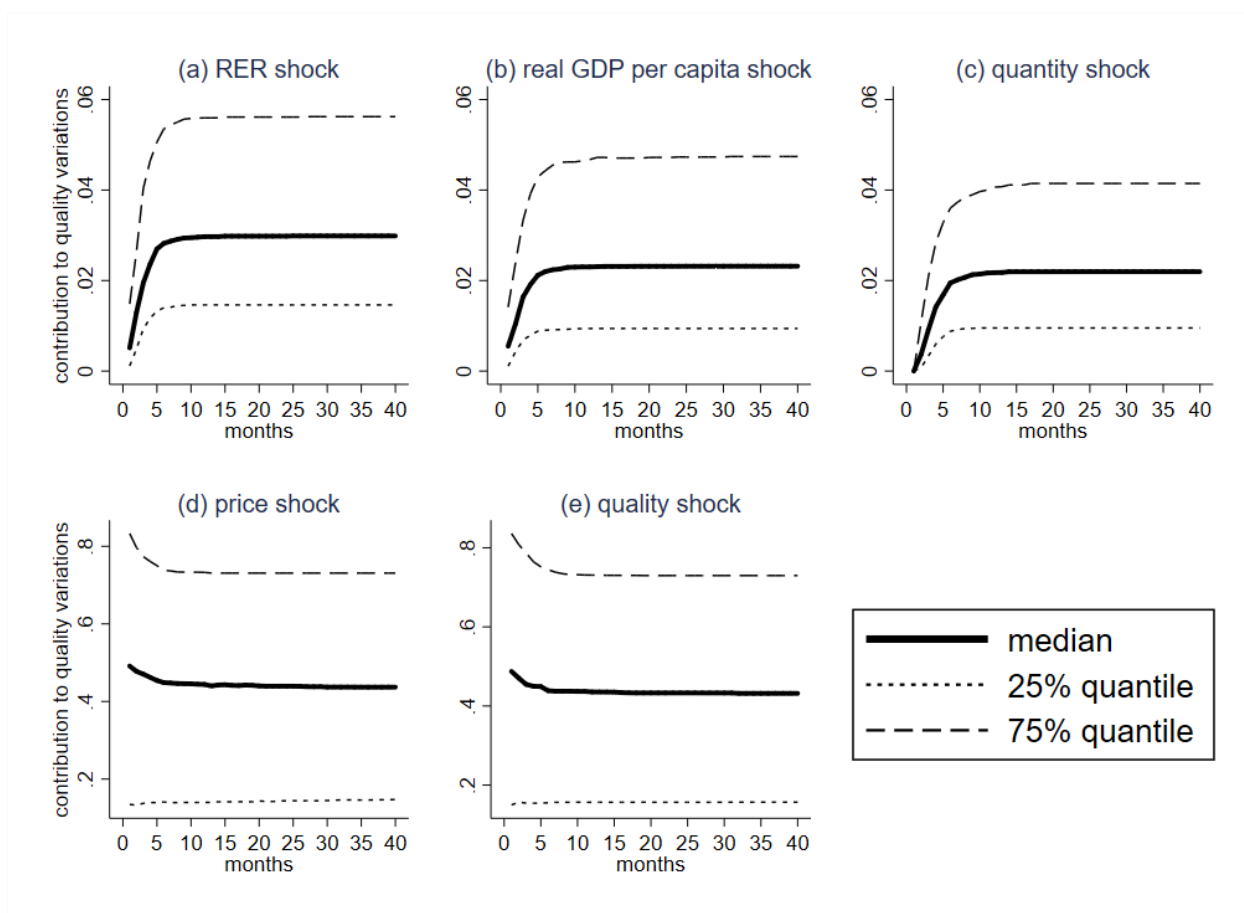 (a) RER shock
(b) real GDP per capita shock
(c) quantity shock
contribution to quality variations
.06
.04
.02
0
0 5 10 15 20 25 30 35 40
months
.06
.04
.02
0
0 5 10 15 20 25 30 35 40
months
.06
.04
.02
0
0 5 10 15 20 25 30 35 40
months
(d) price shock
(e) quality shock
contribution to quality variations
.8
.6
.4
.2
0 5 10 15 20 25 30 35 40
months
.8
.6
.4
.2
0 5 10 15 20 25 30 35 40
months
median
25% quantile
75% quantile